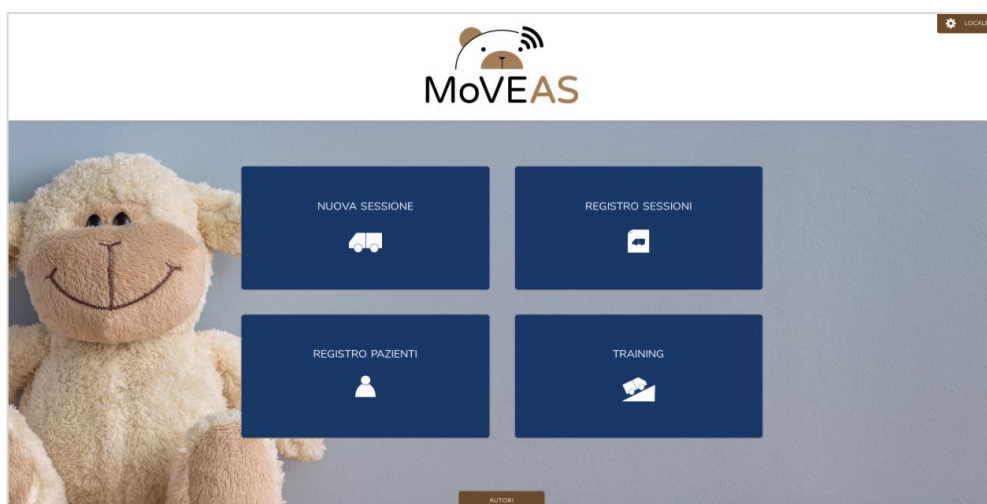 LOCALE
MoVEAS
NUOVA SESSIONE
REGISTRO SESSIONI
REGISTRO PAZIENTI
TRAINING
AUTORI